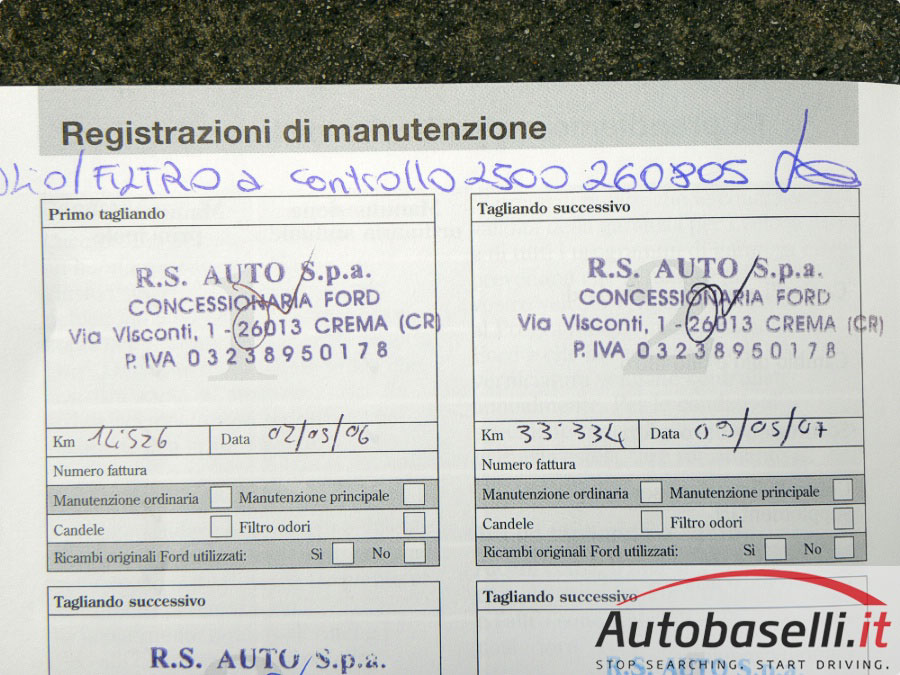 Registrazioni di manutenzione
OLIO/FILTRO a controllo 2500 260805
Primo tagliando
R.S. AUTO S.p.a.
CONCESSIONARIA FORD
Via Visconti, 1 - 26013 CREMA (CR)
P. IVA 03238950178
Km 14526 Data 02/03/06
Numero fattura
Manutenzione ordinaria Manutenzione principale
Candele Filtro odori
Ricambi originali Ford utilizzati: Si No
Tagliando successivo
R.S. AUTO S.p.a.
CONCESSIONARIA FORD
Via Visconti, 1 - 26013 CREMA (CR)
P. IVA 03238950178
Km 33.334 Data 09/05/07
Numero fattura
Manutenzione ordinaria Manutenzione principale
Candele Filtro odori
Ricambi originali Ford utilizzati: Si No
Tagliando successivo
R.S. AUTO S.p.a.
Tagliando successivo
R.S. AUTO S.p.a.
Autobaselli.it
STOP SEARCHING. START DRIVING.